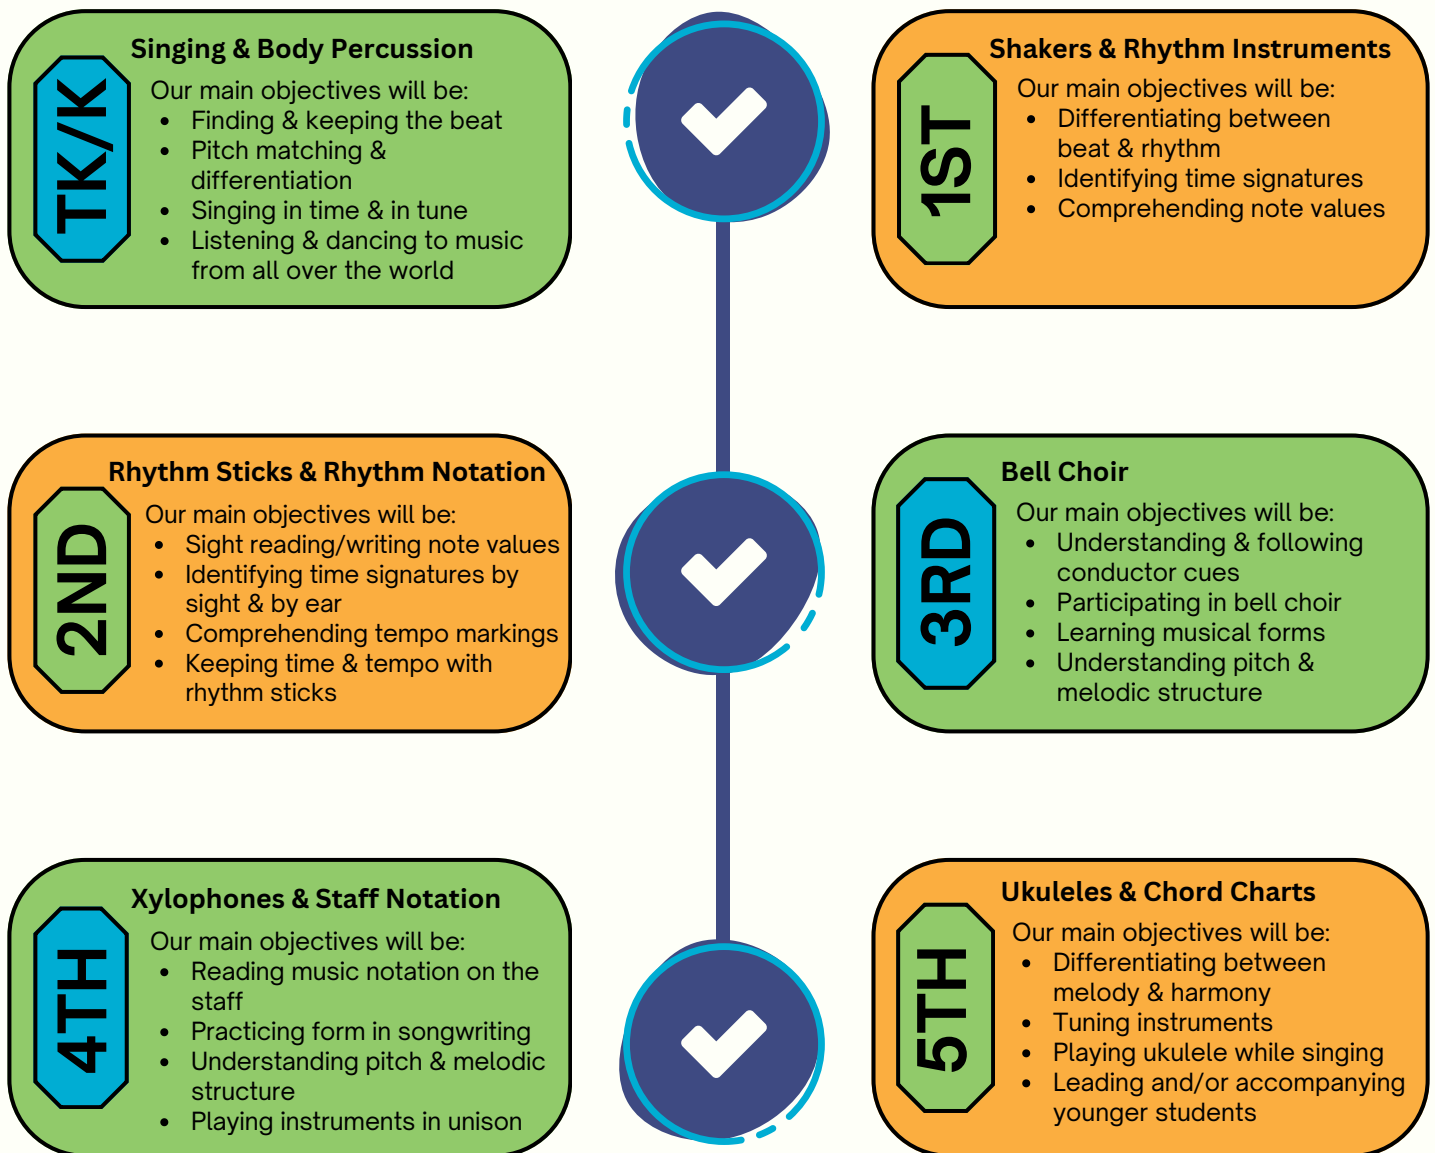 Singing & Body Percussion
TK/K
Our main objectives will be:
• Finding & keeping the beat
• Pitch matching &
differentiation
• Singing in time & in tune
• Listening & dancing to music
from all over the world
Shakers & Rhythm Instruments
1ST
Our main objectives will be:
• Differentiating between
beat & rhythm
• Identifying time signatures
• Comprehending note values
Rhythm Sticks & Rhythm Notation
2ND
Our main objectives will be:
• Sight reading/writing note values
• Identifying time signatures by
sight & by ear
• Comprehending tempo markings
• Keeping time & tempo with
rhythm sticks
Bell Choir
3RD
Our main objectives will be:
• Understanding & following
conductor cues
• Participating in bell choir
• Learning musical forms
• Understanding pitch &
melodic structure
Xylophones & Staff Notation
4TH
Our main objectives will be:
• Reading music notation on the
staff
• Practicing form in songwriting
• Understanding pitch & melodic
structure
• Playing instruments in unison
Ukuleles & Chord Charts
5TH
Our main objectives will be:
• Differentiating between
melody & harmony
• Tuning instruments
• Playing ukulele while singing
• Leading and/or accompanying
younger students